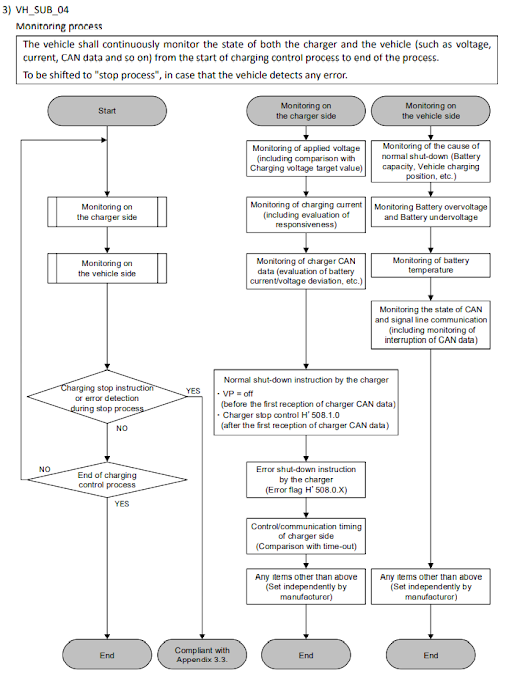 3) VH_SUB_04
Monitoring process
The vehicle shall continuously monitor the state of both the charger and the vehicle (such as voltage,
current, CAN data and so on) from the start of charging control process to end of the process.
To be shifted to "stop process", in case that the vehicle detects any error.
Start
Monitoring on
the charger side
Monitoring on
the vehicle side
Charging stop instruction
or error detection
during stop process
YES
NO
NO
End of charging
control process
YES
End
Compliant with
Appendix 3.3.
Monitoring on
the charger side
Monitoring of applied voltage
(including comparison with
Charging voltage target value)
Monitoring of charging current
(including evaluation of
responsiveness)
Monitoring of charger CAN
data (evaluation of battery
current/voltage deviation, etc.)
Normal shut-down instruction by the charger
・VP = off
(before the first reception of charger CAN data)
・Charger stop control H' 508.1.0
(after the first reception of charger CAN data)
Error shut-down instruction
by the charger
(Error flag H' 508.0.X)
Control/communication timing
of charger side
(Comparison with time-out)
Any items other than above
(Set independently by
manufactuor)
End
Monitoring on
the vehicle side
Monitoring of the cause of
normal shut-down (Battery
capacity, Vehicle charging
position, etc.)
Monitoring Battery overvoltage
and Battery undervoltage
Monitoring of battery
temperature
Monitoring the state of CAN
and signal line communication
(including monitoring of
interruption of CAN data)
Any items other than above
(Set independently by
manufactuor)
End